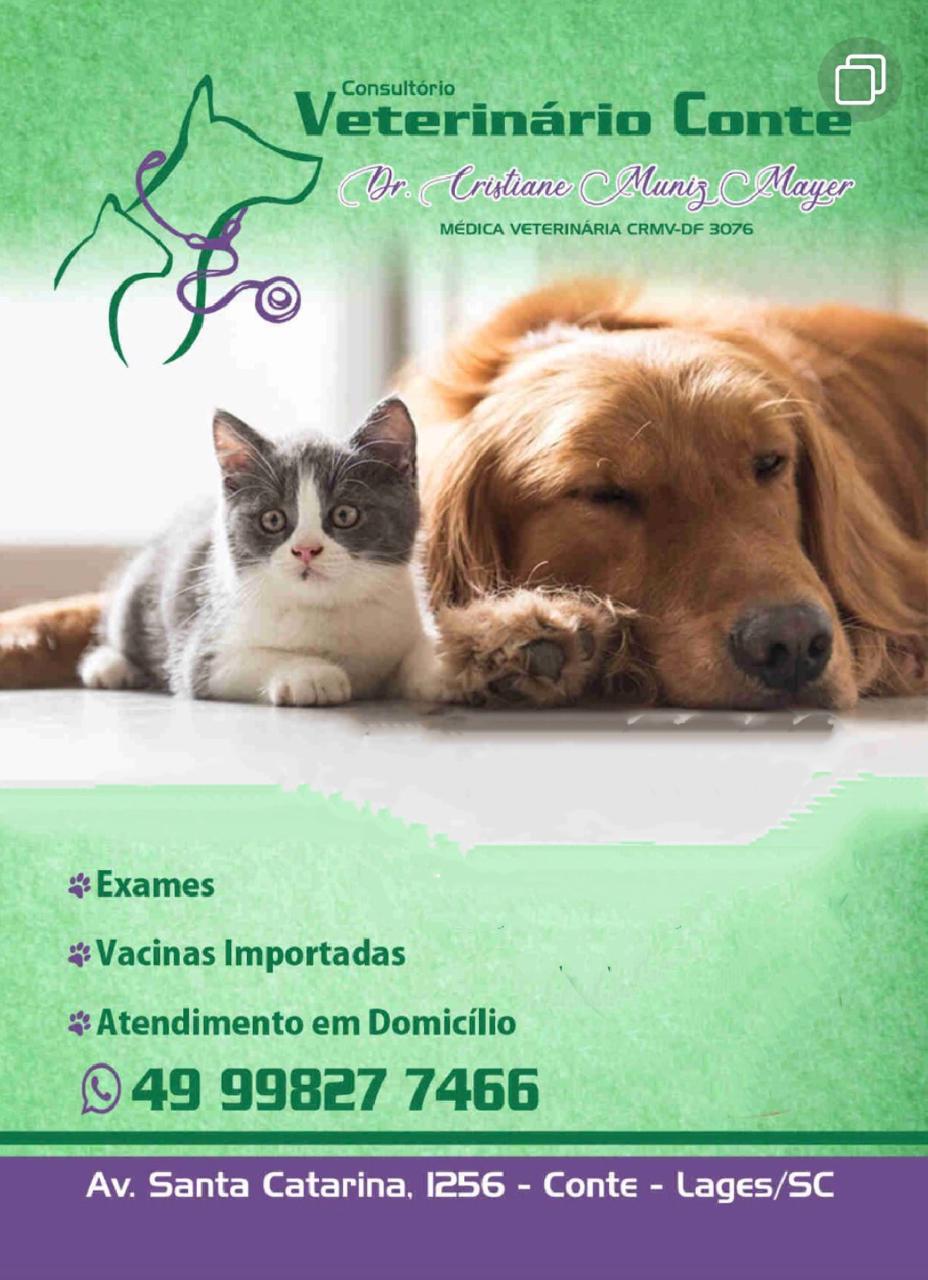 Consultório
Veterinário Conte
Dr. Cristiane Muniz Mayer
MÉDICA VETERINÁRIA CRMV-DF 3076
Exames
Vacinas Importadas
Atendimento em Domicílio
49 99827 7466
Av. Santa Catarina, 1256 - Conte - Lages/SC